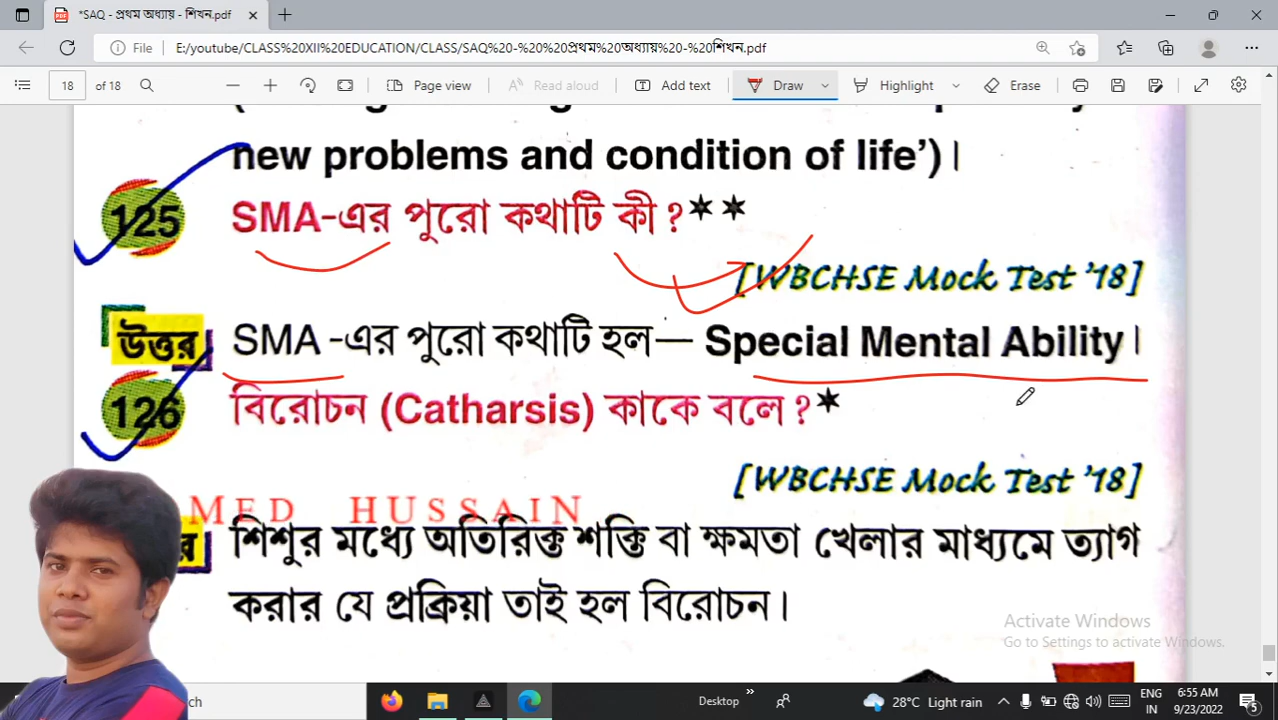 *SAQ - প্রথম অধ্যায় - শিখন.pdf
File E:/youtube/CLASS%20XII%20EDUCATION/CLASS/SAQ%20-%20%20প্রথম%20অধ্যায়%20-%20শিখন.pdf
18 of 18 Page view Read aloud Add text Draw Highlight Erase
new problems and condition of life')।
125 SMA-এর পুরো কথাটি কী ?★★
[WBCHSE Mock Test '18]
উত্তর SMA -এর পুরো কথাটি হল— Special Mental Ability।
126 বিরোচন (Catharsis) কাকে বলে ?★
[WBCHSE Mock Test '18]
MED HUSSAIN
শিশুর মধ্যে অতিরিক্ত শক্তি বা ক্ষমতা খেলার মাধ্যমে ত্যাগ
করার যে প্রক্রিয়া তাই হল বিরোচন।
Activate Windows
Go to Settings to activate Windows.
rch Desktop 28°C Light rain ENG IN 6:55 AM 9/23/2022 5